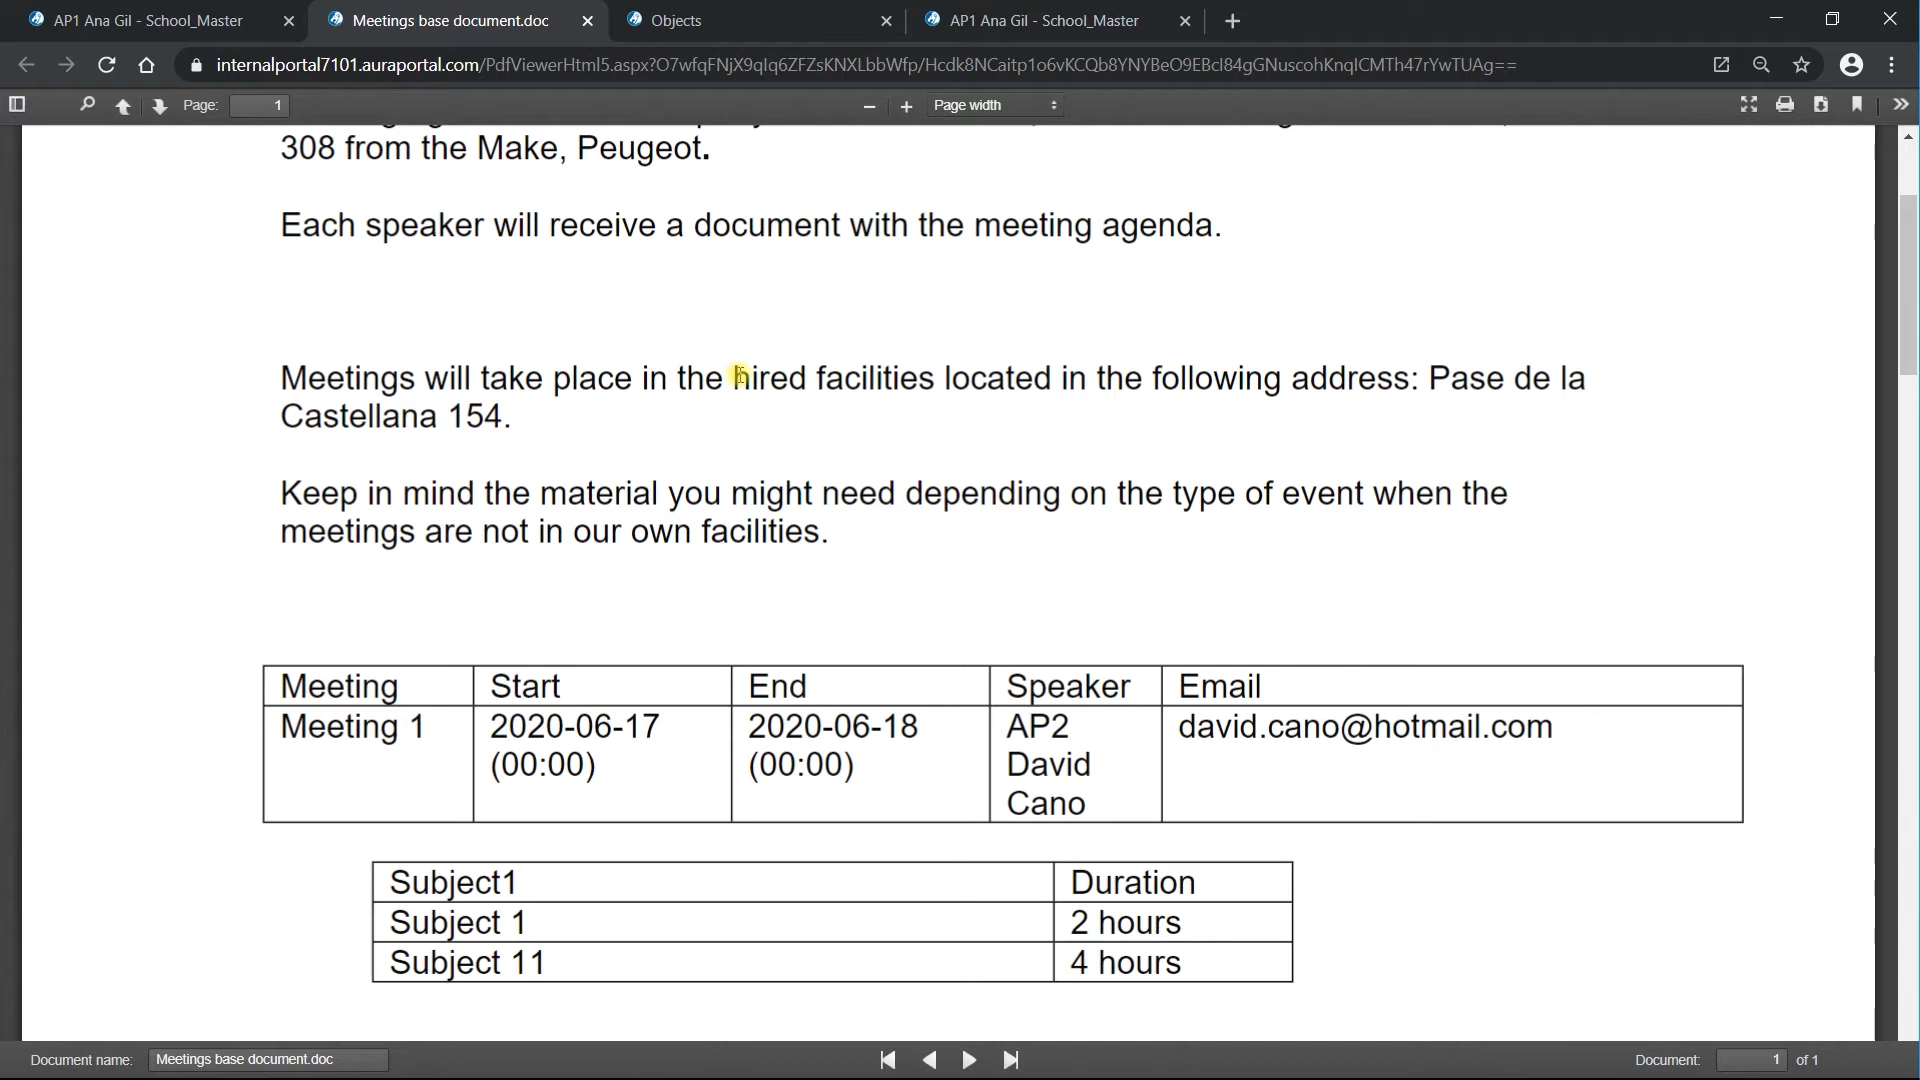 AP1 Ana Gil - School_Master
Meetings base document.doc
Objects
AP1 Ana Gil - School_Master
internalportal7101.auraportal.com/PdfViewerHtml5.aspx?O7wfqFNjX9qIq6ZFZsKNXLbbWfp/Hcdk8NCaitp1o6vKCQb8YNYBeO9EBcI84gGNuscohKnqICMTh47rYwTUAg==
Page: 1
Page width
308 from the Make, Peugeot.
Each speaker will receive a document with the meeting agenda.
Meetings will take place in the hired facilities located in the following address: Pase de la
Castellana 154.
Keep in mind the material you might need depending on the type of event when the
meetings are not in our own facilities.
Meeting Start End Speaker Email
Meeting 1 2020-06-17 2020-06-18 AP2 david.cano@hotmail.com
(00:00) (00:00) David
Cano
Subject1 Duration
Subject 1 2 hours
Subject 11 4 hours
Document name: Meetings base document.doc
Document: 1 of 1